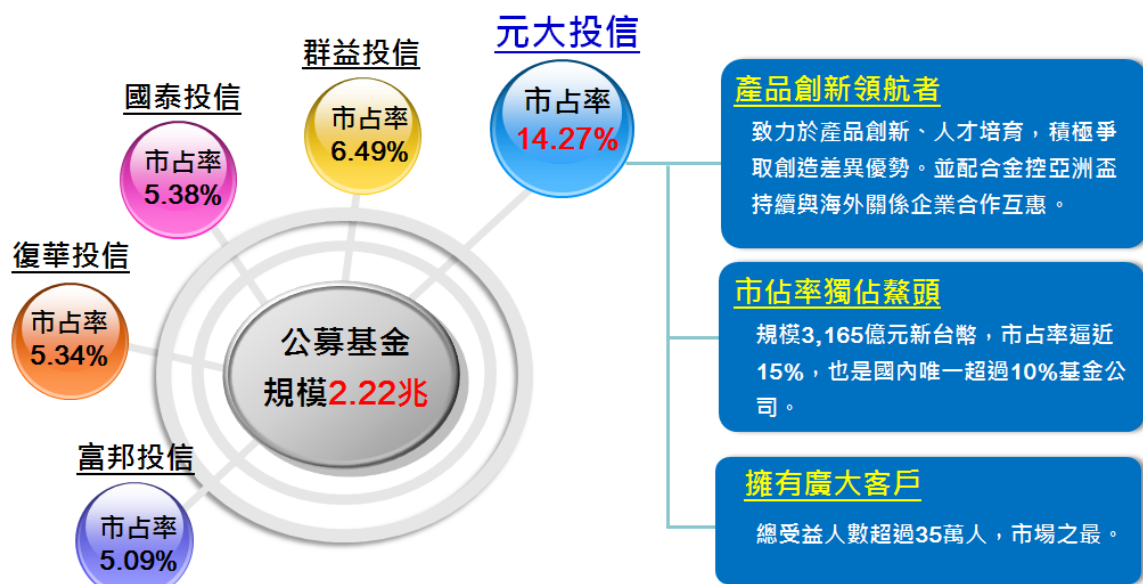 元大投信
市占率
14.27%
群益投信
市占率
6.49%
國泰投信
市占率
5.38%
復華投信
市占率
5.34%
富邦投信
市占率
5.09%
公募基金
規模2.22兆
產品創新領航者
致力於產品創新、人才培育，積極爭
取創造差異優勢。並配合金控亞洲盃
持續與海外關係企業合作互惠。
市佔率獨佔鰲頭
規模3,165億元新台幣，市占率逼近
15%，也是國內唯一超過10%基金公
司。
擁有廣大客戶
總受益人數超過35萬人，市場之最。